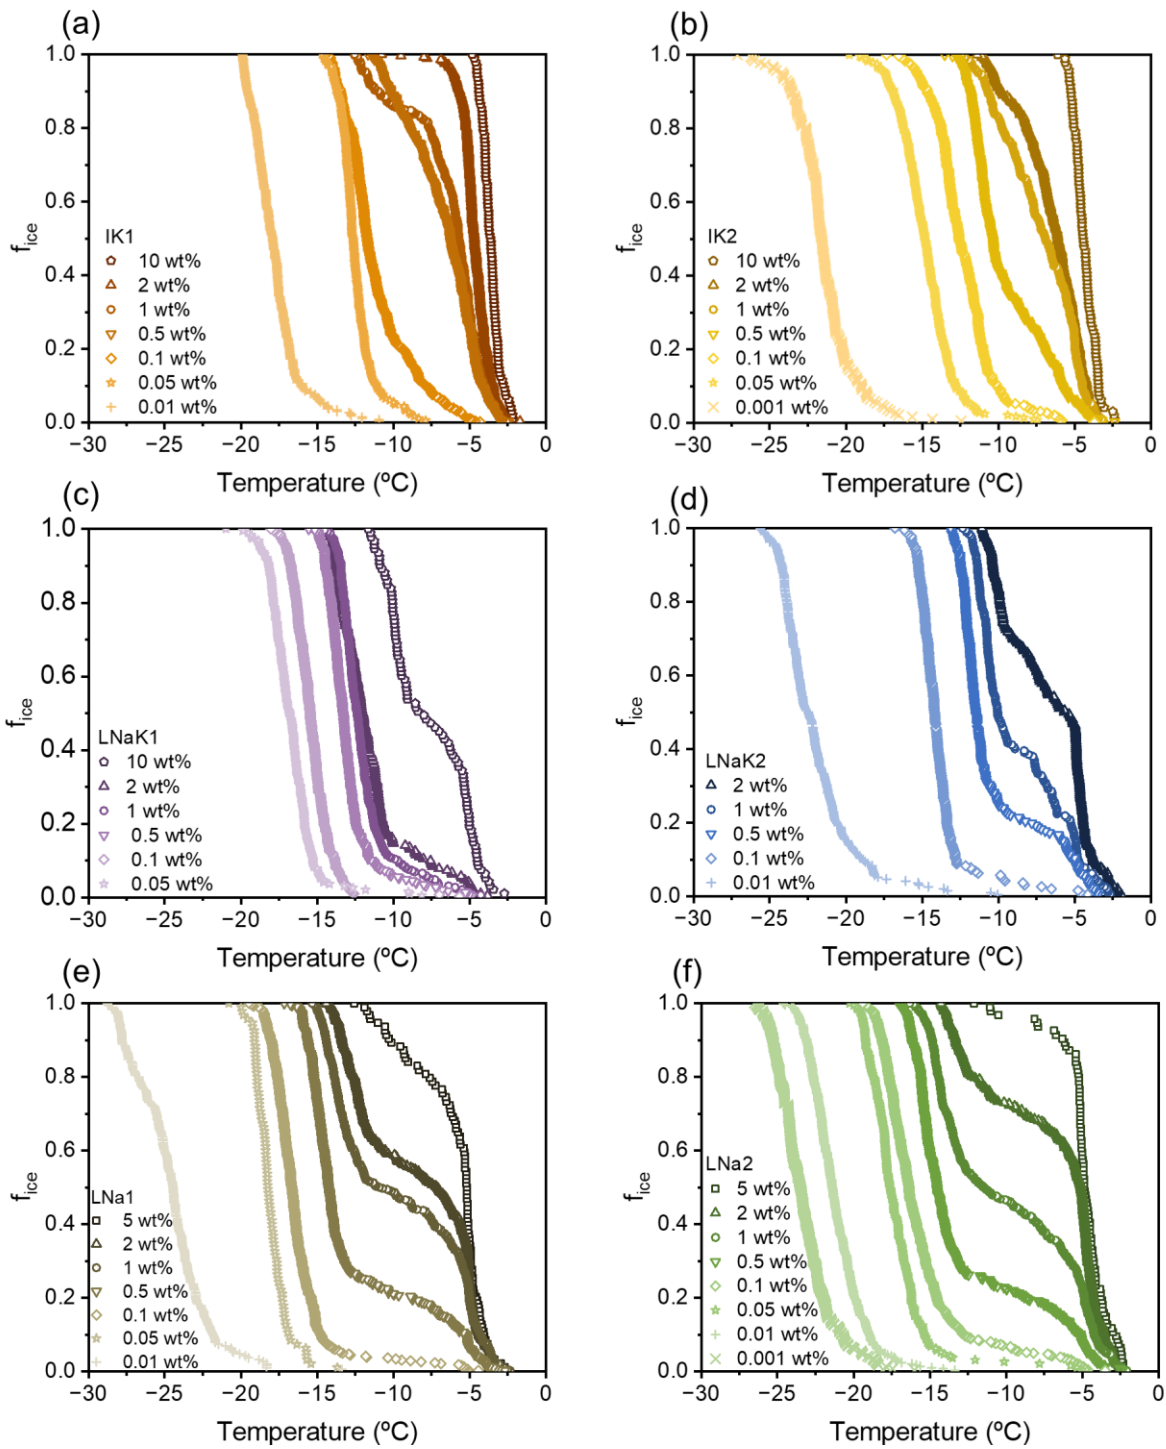 (a)
1.0
0.8
0.6
0.4
0.2
0.0
f_ice
IK1
10 wt%
2 wt%
1 wt%
0.5 wt%
0.1 wt%
0.05 wt%
0.01 wt%
−30 −25 −20 −15 −10 −5 0
Temperature (ºC)
(b)
1.0
0.8
0.6
0.4
0.2
0.0
f_ice
IK2
10 wt%
2 wt%
1 wt%
0.5 wt%
0.1 wt%
0.05 wt%
0.001 wt%
−30 −25 −20 −15 −10 −5 0
Temperature (ºC)
(c)
1.0
0.8
0.6
0.4
0.2
0.0
f_ice
LNaK1
10 wt%
2 wt%
1 wt%
0.5 wt%
0.1 wt%
0.05 wt%
−30 −25 −20 −15 −10 −5 0
Temperature (ºC)
(d)
1.0
0.8
0.6
0.4
0.2
0.0
f_ice
LNaK2
2 wt%
1 wt%
0.5 wt%
0.1 wt%
0.01 wt%
−30 −25 −20 −15 −10 −5 0
Temperature (ºC)
(e)
1.0
0.8
0.6
0.4
0.2
0.0
f_ice
LNa1
5 wt%
2 wt%
1 wt%
0.5 wt%
0.1 wt%
0.05 wt%
0.01 wt%
−30 −25 −20 −15 −10 −5 0
Temperature (ºC)
(f)
1.0
0.8
0.6
0.4
0.2
0.0
f_ice
LNa2
5 wt%
2 wt%
1 wt%
0.5 wt%
0.1 wt%
0.05 wt%
0.01 wt%
0.001 wt%
−30 −25 −20 −15 −10 −5 0
Temperature (ºC)